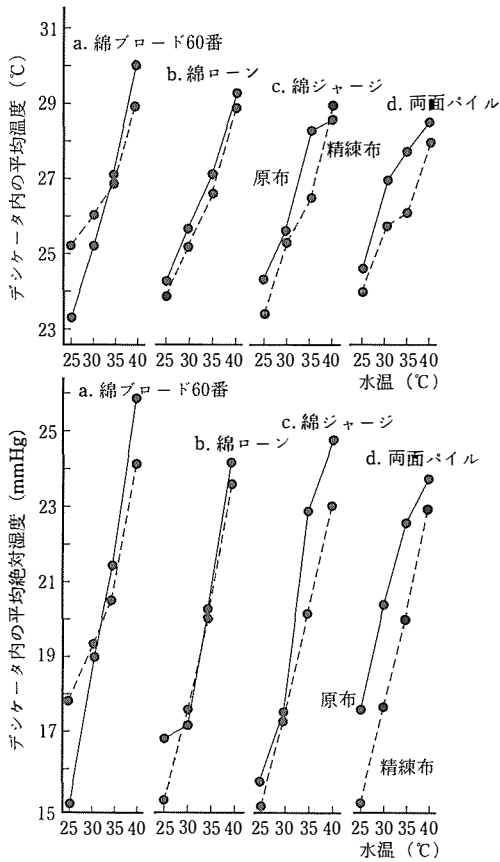 デシケータ内の平均温度(℃)
31
29
27
25
23
a. 綿ブロード60番
b. 綿ローン
c. 綿ジャージ
d. 両面パイル
原布
精練布
25 30 35 40
25 30 35 40
25 30 35 40
25 30 35 40
水温(℃)
デシケータ内の平均絶対湿度(mmHg)
25
23
21
19
17
15
a. 綿ブロード60番
b. 綿ローン
c. 綿ジャージ
d. 両面パイル
原布
精練布
25 30 35 40
25 30 35 40
25 30 35 40
25 30 35 40
水温(℃)